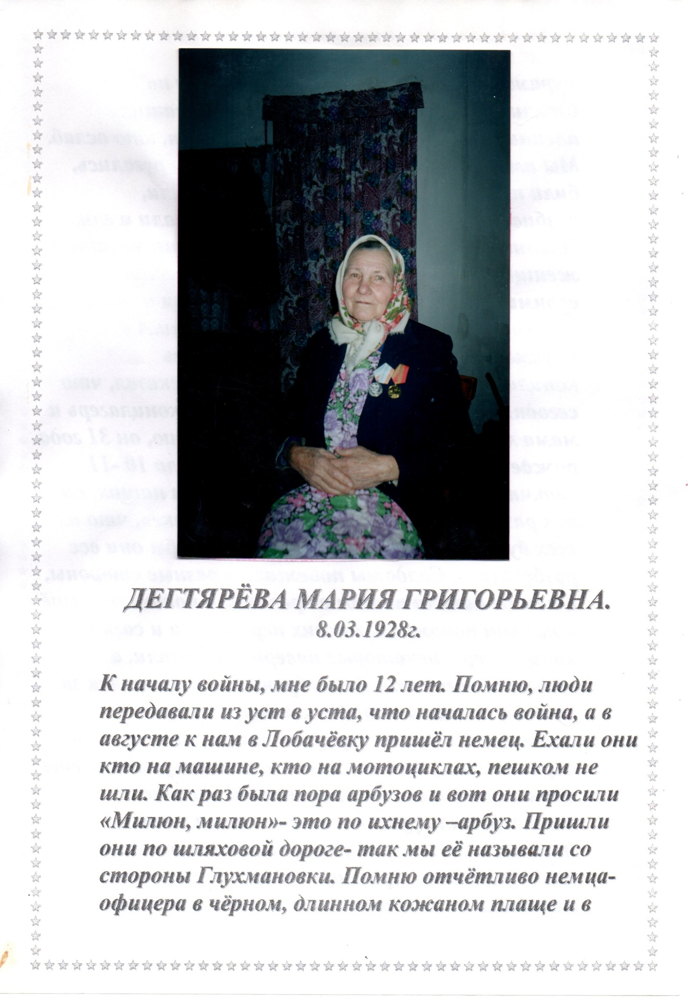 ДЕГТЯРЁВА МАРИЯ ГРИГОРЬЕВНА.
8.03.1928г.
К началу войны, мне было 12 лет. Помню, люди
передавали из уст в уста, что началась война, а в
августе к нам в Лобачёвку пришёл немец. Ехали они
кто на машине, кто на мотоциклах, пешком не
шли. Как раз была пора арбузов и вот они просили
«Милюн, милюн»- это по ихнему –арбуз. Пришли
они по шляховой дороге- так мы её называли со
стороны Глухмановки. Помню отчётливо немца-
офицера в чёрном, длинном кожаном плаще и в